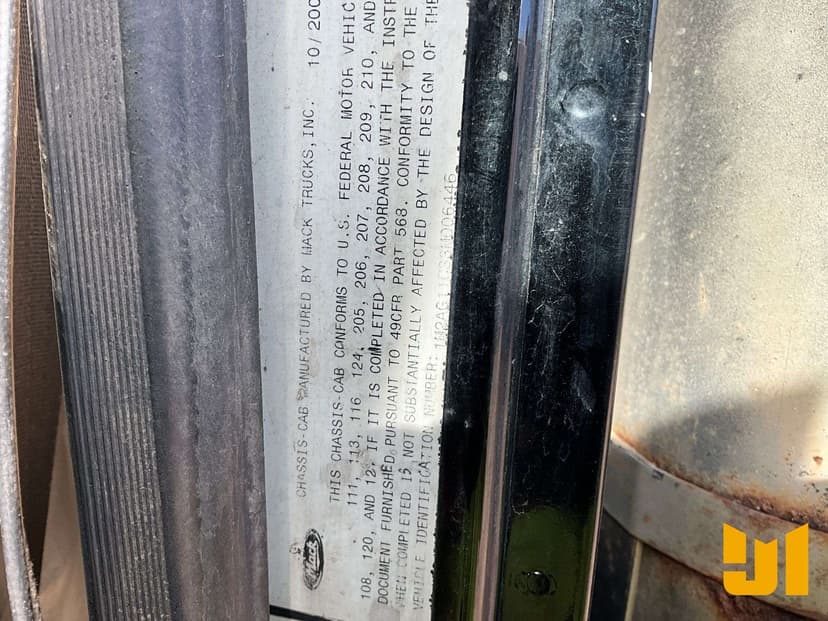 CHASSIS-CAB MANUFACTURED BY MACK TRUCKS,INC: 10/200
THIS CHASSIS-CAB CONFORMS TO U.S. FEDERAL MOTOR VEHIC
111, 113, 116 124, 205, 206, 207, 208, 209, 210, AND
108, 120, AND 12. IF IT IS COMPLETED IN ACCORDANCE WITH THE INSTR
DOCUMENT FURNISHED PURSUANT TO 49CFR PART 568. CONFORMITY TO THE
WHEN COMPLETED IS NOT SUBSTANTIALLY AFFECTED BY THE DESIGN OF THE
VEHICLE IDENTIFICATION NUMBER:
Mack